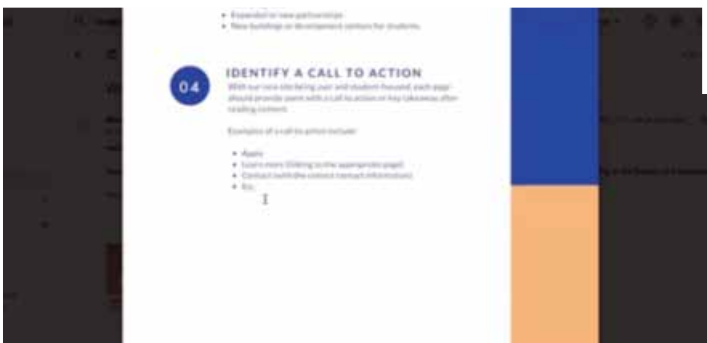 • Expanded or new partnerships
• New buildings or development centers for students.
04
IDENTIFY A CALL TO ACTION
With our new site being user and student-focused, each page
should provide users with a call to action or key takeaway after
reading content.
Examples of a call to action include:
• Apply
• Learn more (linking to the appropriate page)
• Contact (with the correct contact information)
• Etc.